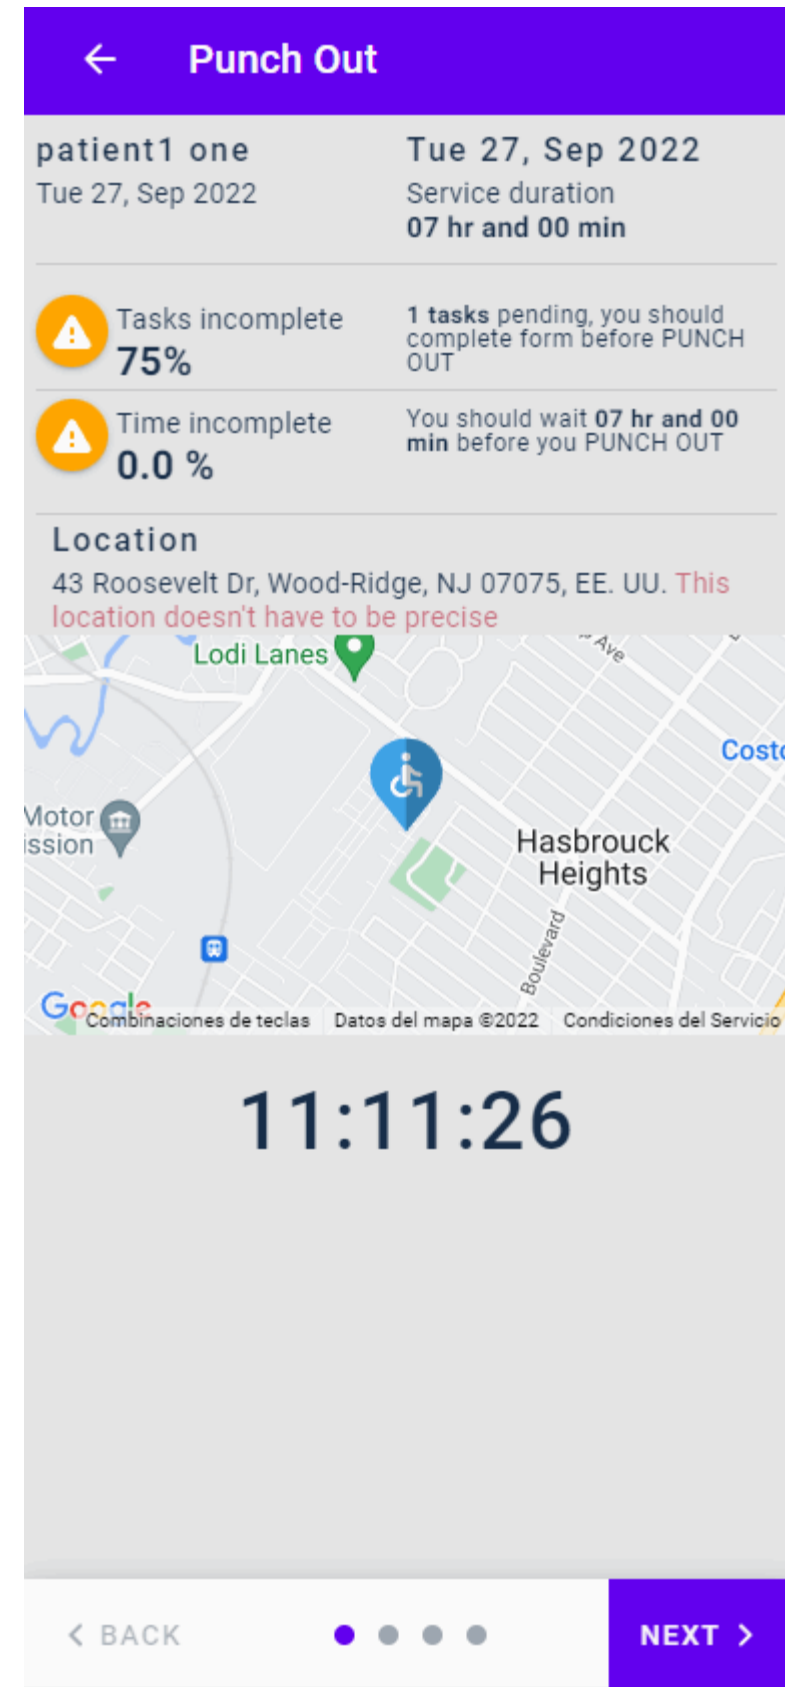 Punch Out
patient1 one
Tue 27, Sep 2022
Tue 27, Sep 2022
Service duration
07 hr and 00 min
Tasks incomplete
75%
1 tasks pending, you should
complete form before PUNCH
OUT
Time incomplete
0.0 %
You should wait 07 hr and 00
min before you PUNCH OUT
Location
43 Roosevelt Dr, Wood-Ridge, NJ 07075, EE. UU. This
location doesn't have to be precise
Lodi Lanes
Ave
Costc
Motor
ission
Hasbrouck
Heights
Boulevard
Google
Combinaciones de teclas
Datos del mapa ©2022
Condiciones del Servicio
11:11:26
BACK
NEXT